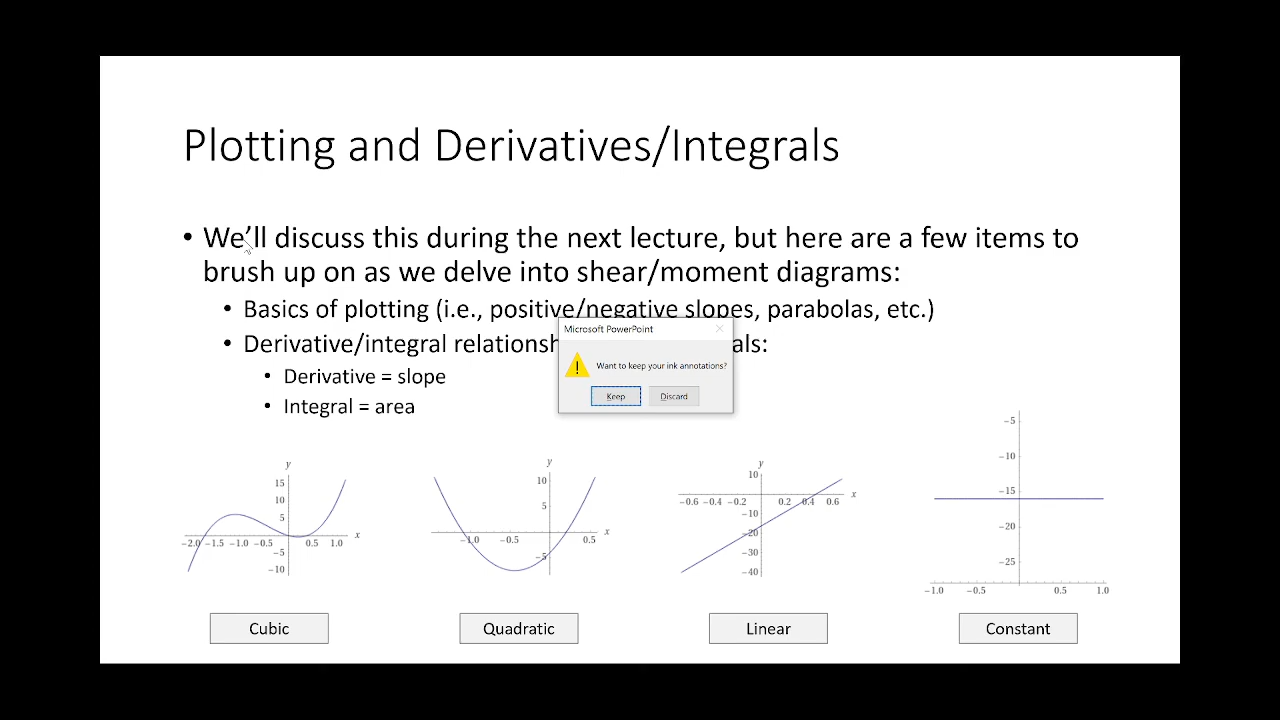 Plotting and Derivatives/Integrals
• We'll discuss this during the next lecture, but here are a few items to
brush up on as we delve into shear/moment diagrams:
• Basics of plotting (i.e., positive/negative slopes, parabolas, etc.)
• Derivative/integral relations als:
• Derivative = slope
• Integral = area
Microsoft PowerPoint
Want to keep your ink annotations?
Keep Discard
y
15
10
5
x
-2.0 -1.5 -1.0 -0.5 0.5 1.0
-5
-10
Cubic
y
10
5
x
-1.0 -0.5 0.5
-5
Quadratic
y
10
x
-0.6 -0.4 -0.2 0.2 0.4 0.6
-10
-20
-30
-40
Linear
-5
-10
-15
-20
-25
-1.0 -0.5 0.5 1.0
Constant